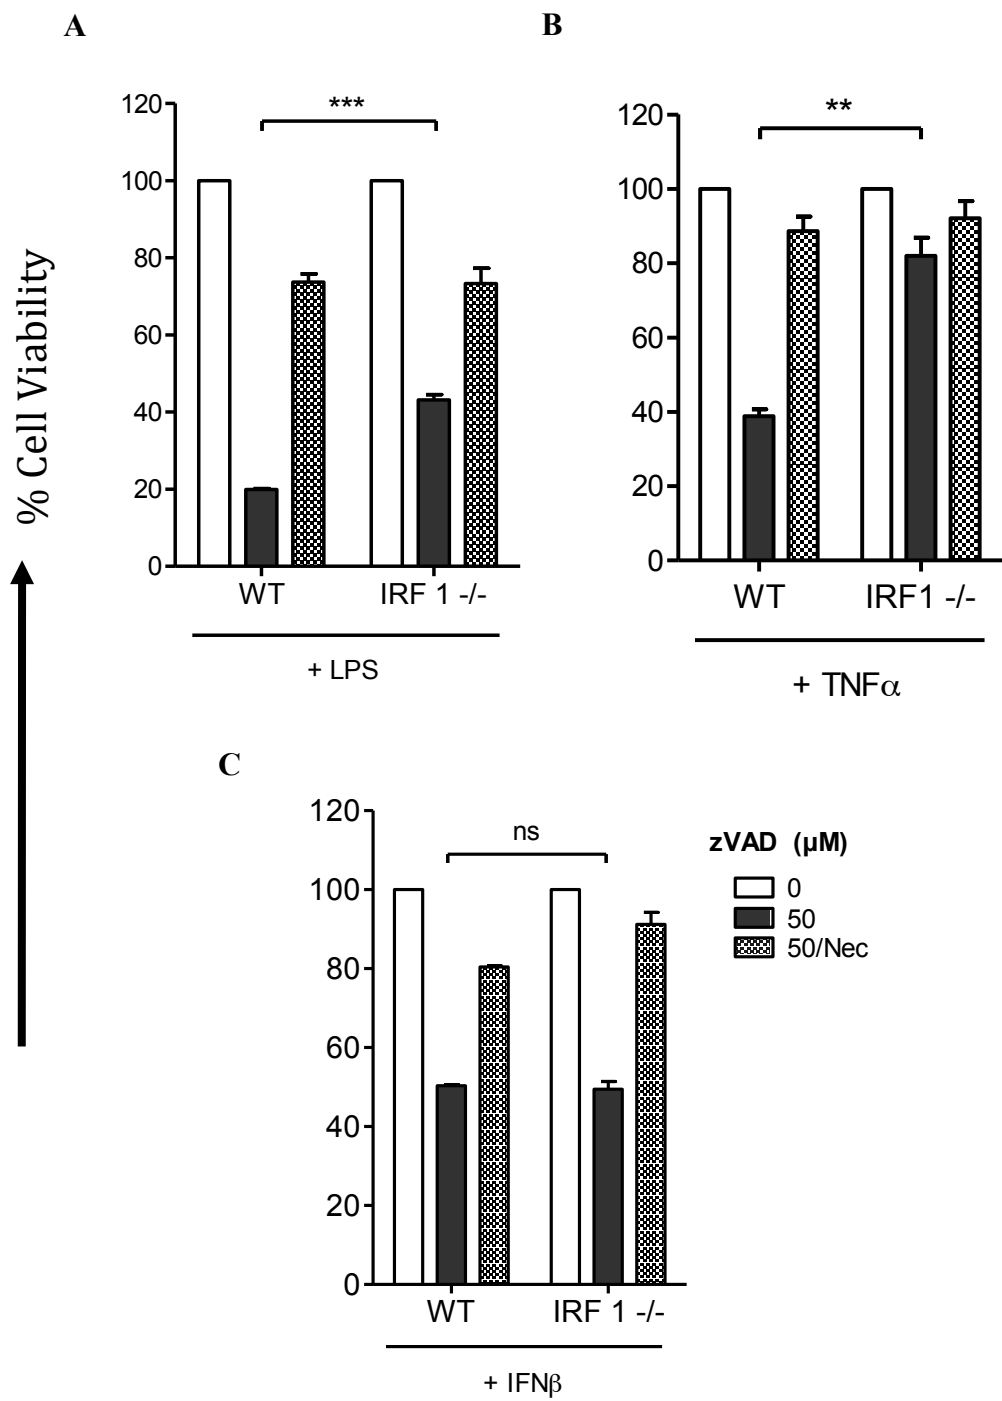 A
B
% Cell Viability
120
100
80
60
40
20
0
***
WT
IRF 1 -/-
+ LPS
120
100
80
60
40
20
0
**
WT
IRF1 -/-
+ TNFα
C
120
100
80
60
40
20
0
ns
WT
IRF 1 -/-
+ IFNβ
zVAD (µM)
0
50
50/Nec